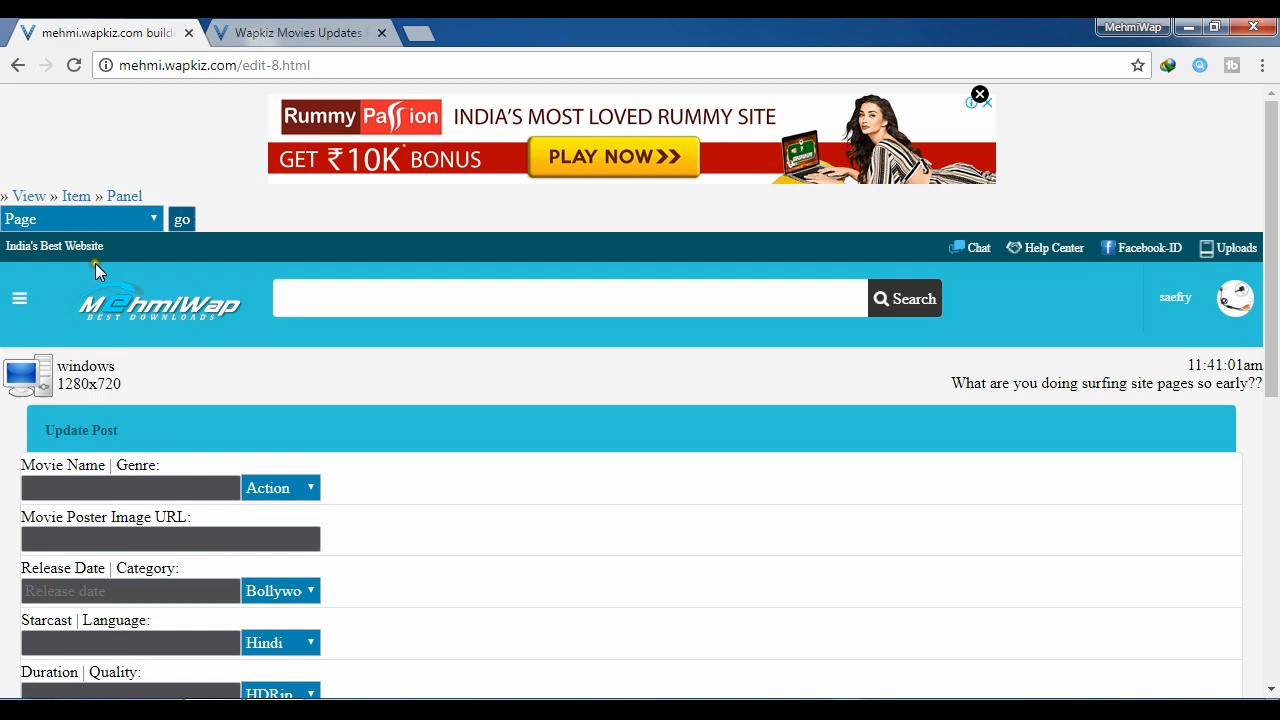 mehmi.wapkiz.com build
Wapkiz Movies Updates
MehmiWap
mehmi.wapkiz.com/edit-8.html
Rummy Passion
INDIA'S MOST LOVED RUMMY SITE
GET ₹10K* BONUS
PLAY NOW >>
» View » Item » Panel
Page
go
India's Best Website
Chat
Help Center
Facebook-ID
Uploads
MehmiWap
BEST DOWNLOADS
Search
saefry
windows
1280x720
11:41:01am
What are you doing surfing site pages so early??
Update Post
Movie Name | Genre:
Action
Movie Poster Image URL:
Release Date | Category:
Release date
Bollywo
Starcast | Language:
Hindi
Duration | Quality:
HDRip